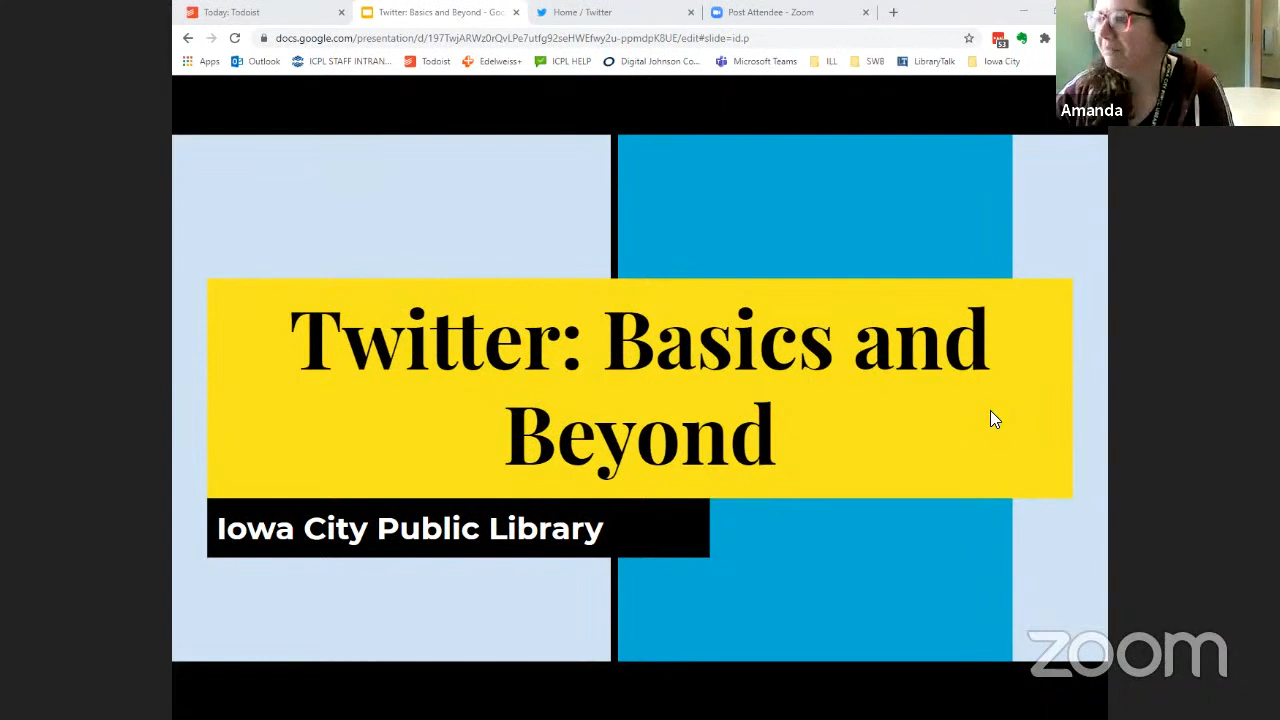 Today: Todoist
Twitter: Basics and Beyond - Goo
Home / Twitter
Post Attendee - Zoom
docs.google.com/presentation/d/197TwjARWz0rQvLPe7utfg92seHWEfwy2u-ppmdpK8UE/edit#slide=id.p
53
Apps
Outlook
ICPL STAFF INTRAN...
Todoist
Edelweiss+
ICPL HELP
Digital Johnson Co...
Microsoft Teams
ILL
SWB
LibraryTalk
Iowa City
Amanda
Twitter: Basics and
Beyond
Iowa City Public Library
zoom